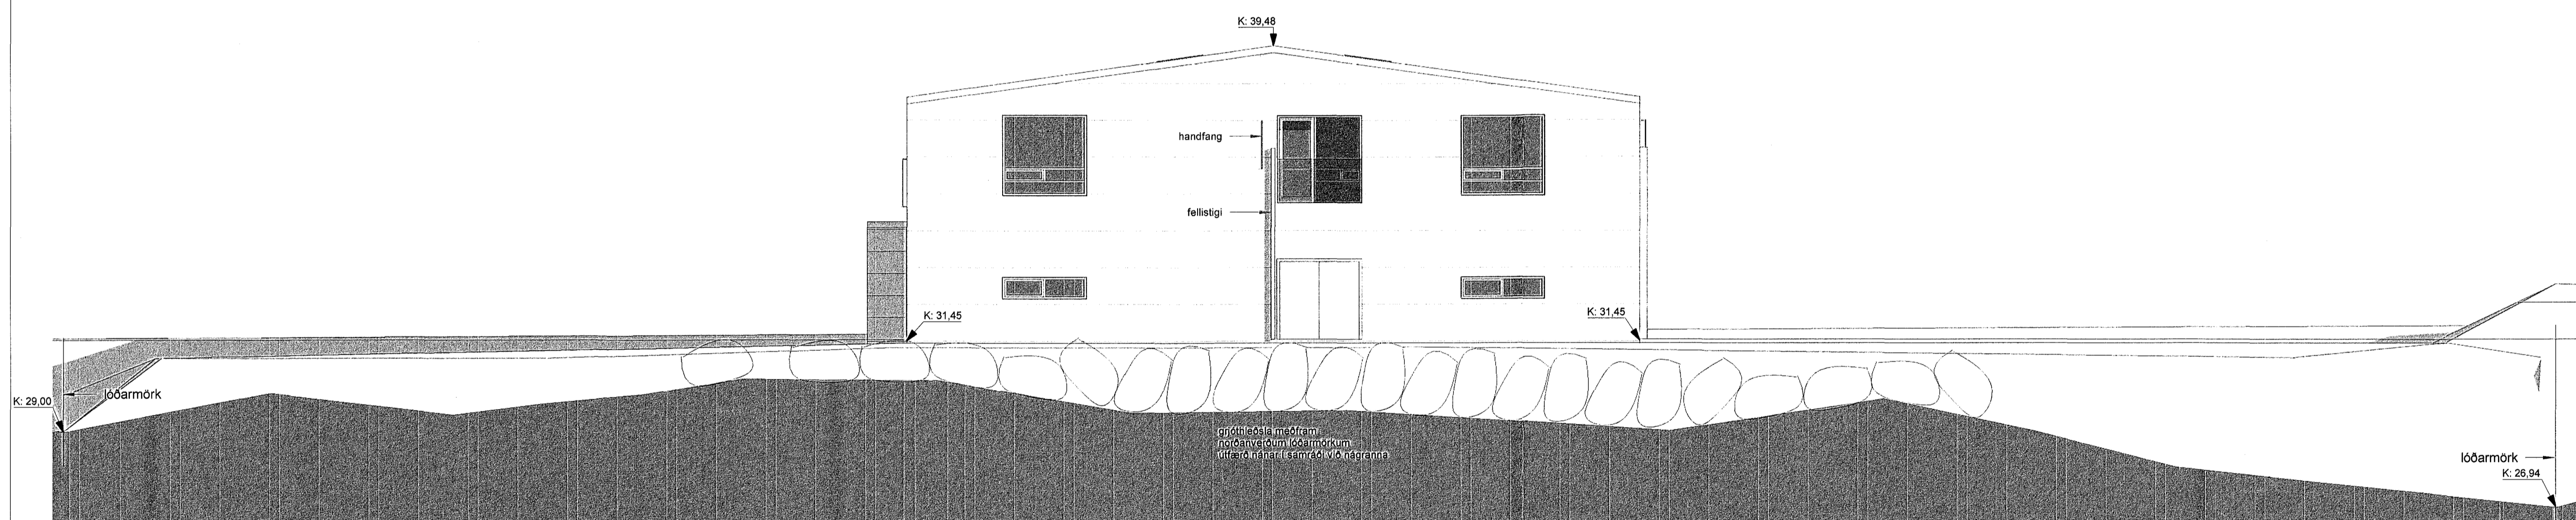 K: 39,48
handfang
fellistigi
K: 31,45
K: 31,45
lóðarmörk
K: 29,00
grjóthleðsla meðfram
norðanverðum lóðarmörkum
útfærð nánar í samráði við nágranna
lóðarmörk
K: 26,94